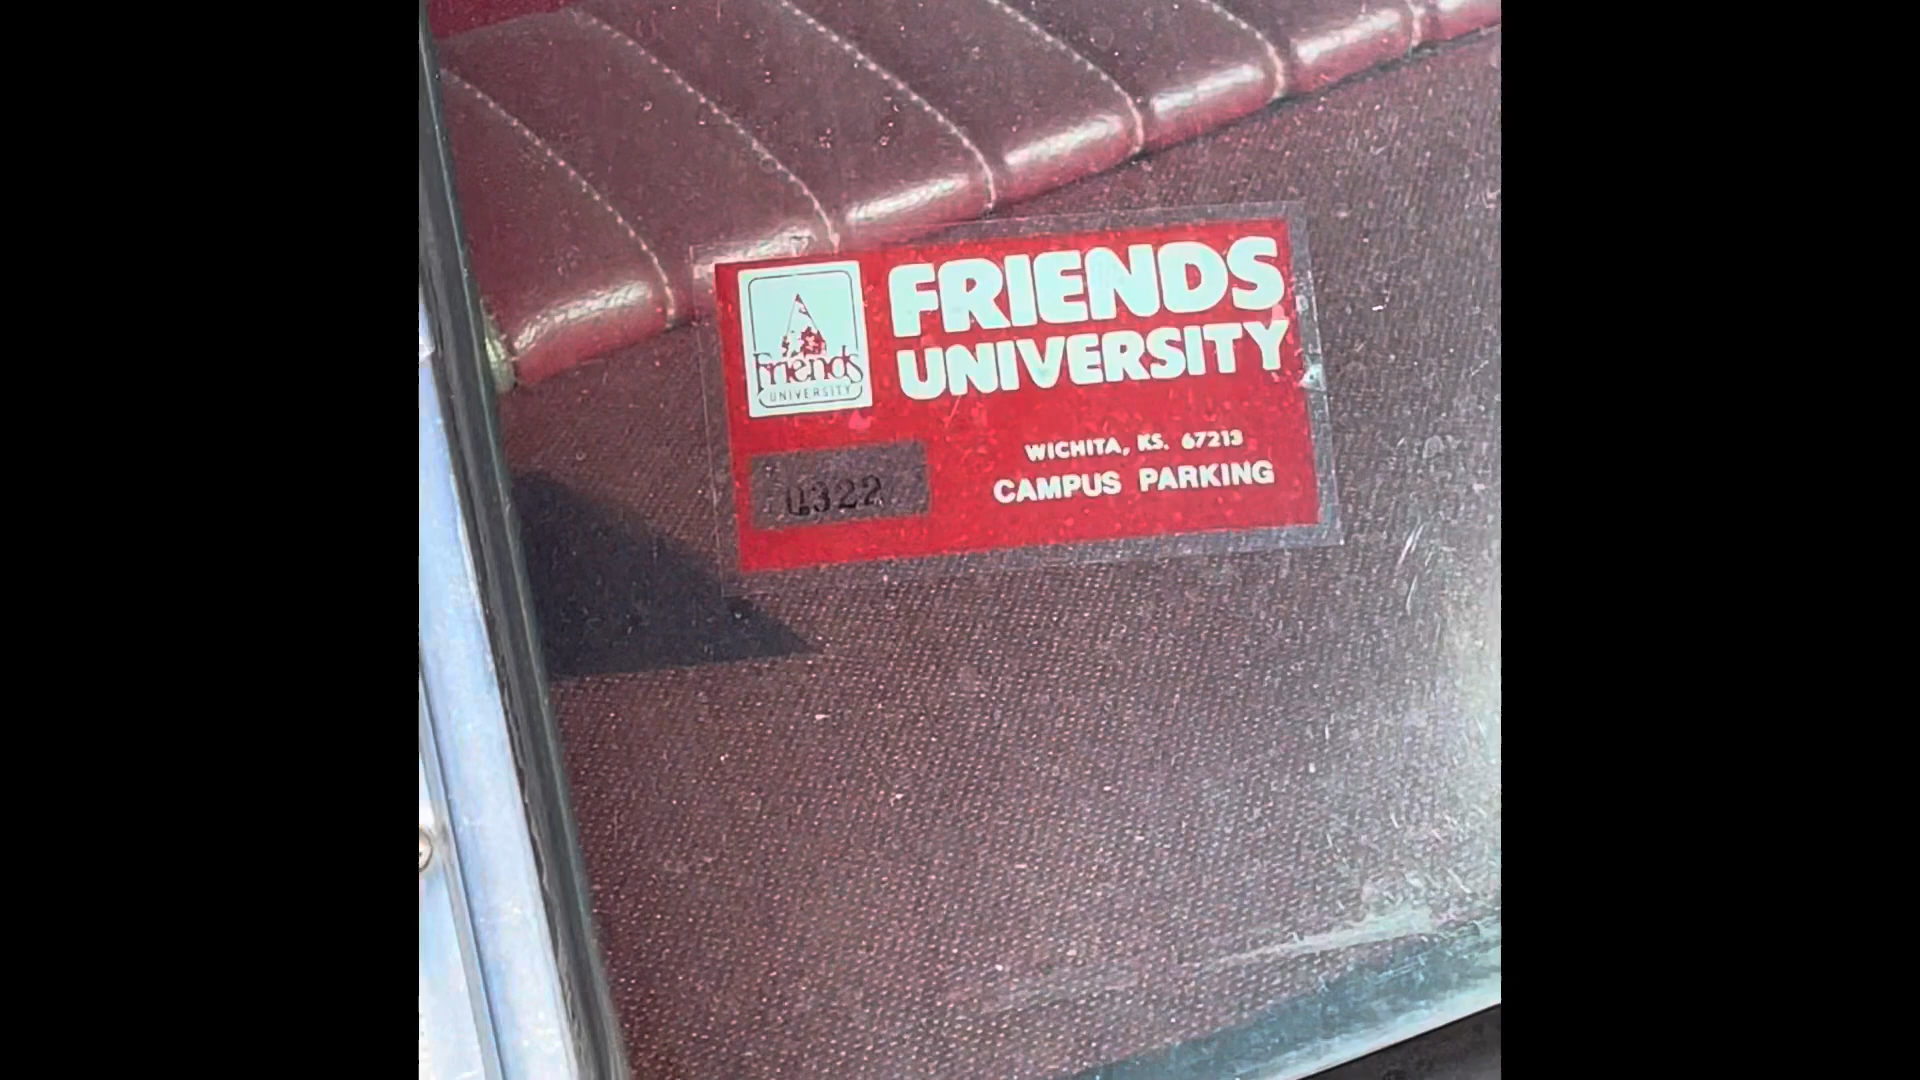 FRIENDS
UNIVERSITY
Friends
UNIVERSITY
WICHITA, KS. 67213
CAMPUS PARKING
0322